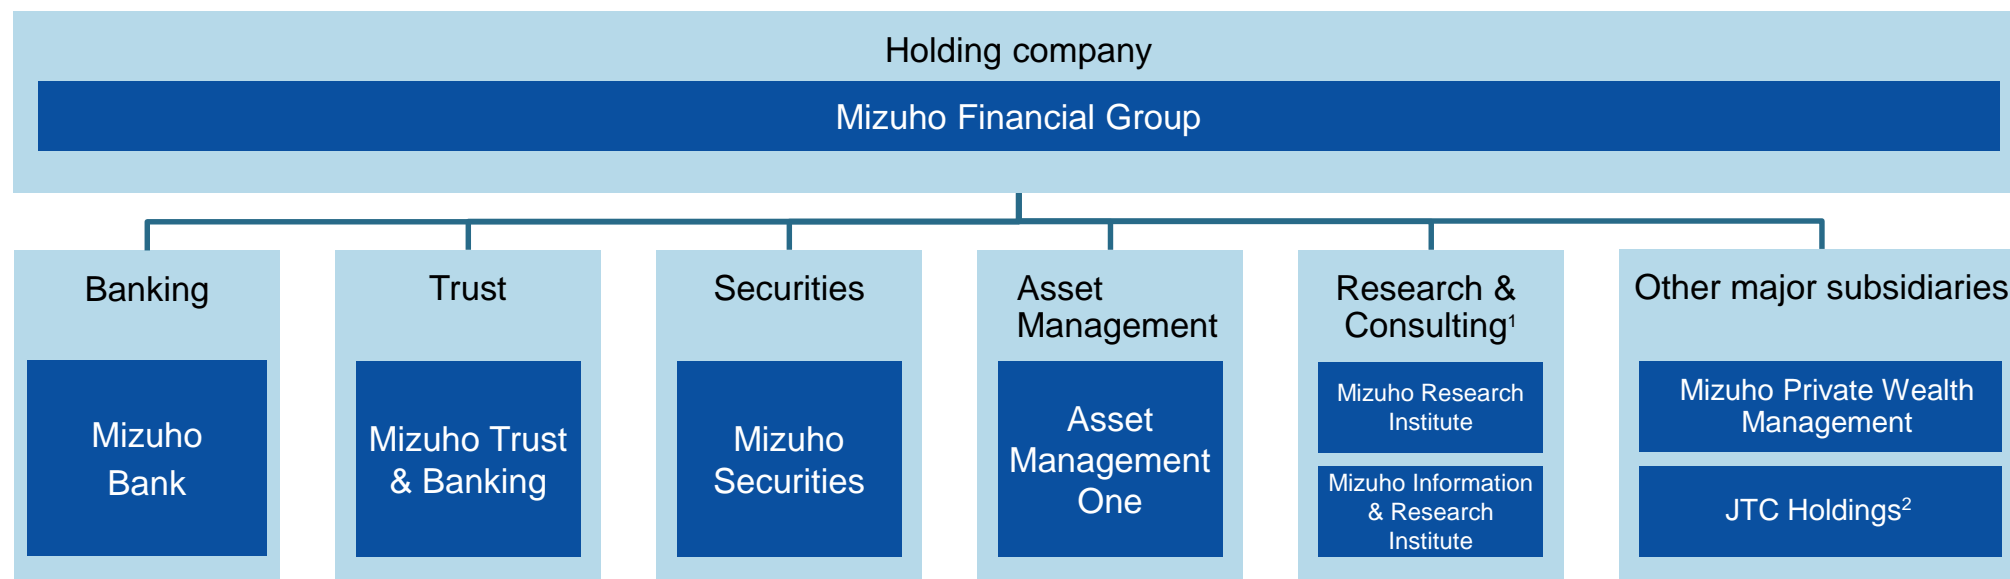 Holding company
Mizuho Financial Group
Banking
Mizuho
Bank
Trust
Mizuho Trust
& Banking
Securities
Mizuho
Securities
Asset
Management
Asset
Management
One
Research &
Consulting¹
Mizuho Research
Institute
Mizuho Information
& Research
Institute
Other major subsidiaries
Mizuho Private Wealth
Management
JTC Holdings²